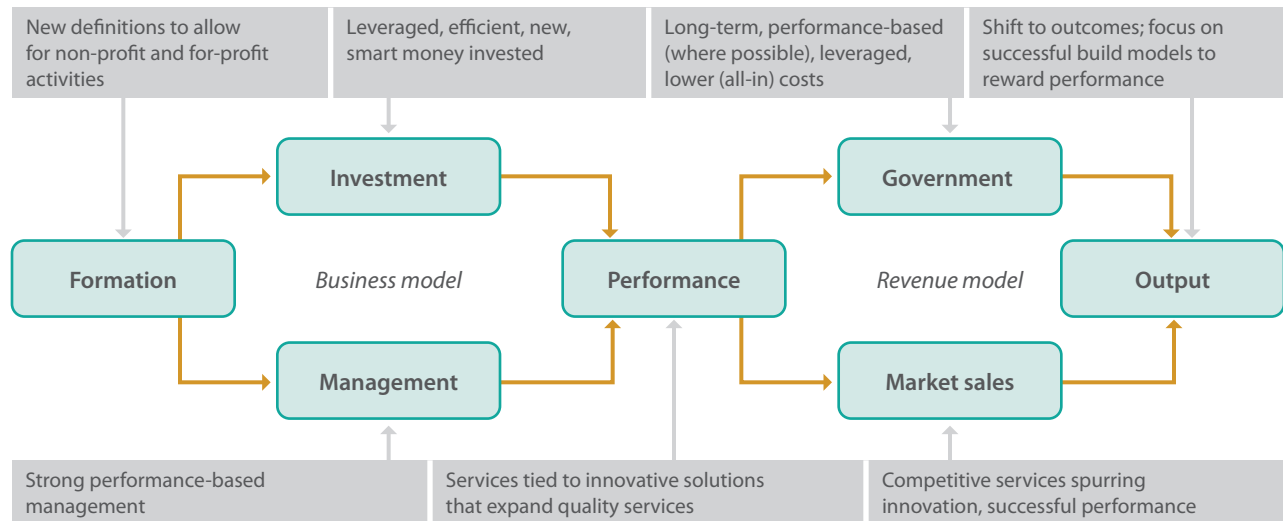 New definitions to allow
for non-profit and for-profit
activities
Leveraged, efficient, new,
smart money invested
Long-term, performance-based
(where possible), leveraged,
lower (all-in) costs
Shift to outcomes; focus on
successful build models to
reward performance
Investment
Government
Formation
Business model
Performance
Revenue model
Output
Management
Market sales
Strong performance-based
management
Services tied to innovative solutions
that expand quality services
Competitive services spurring
innovation, successful performance